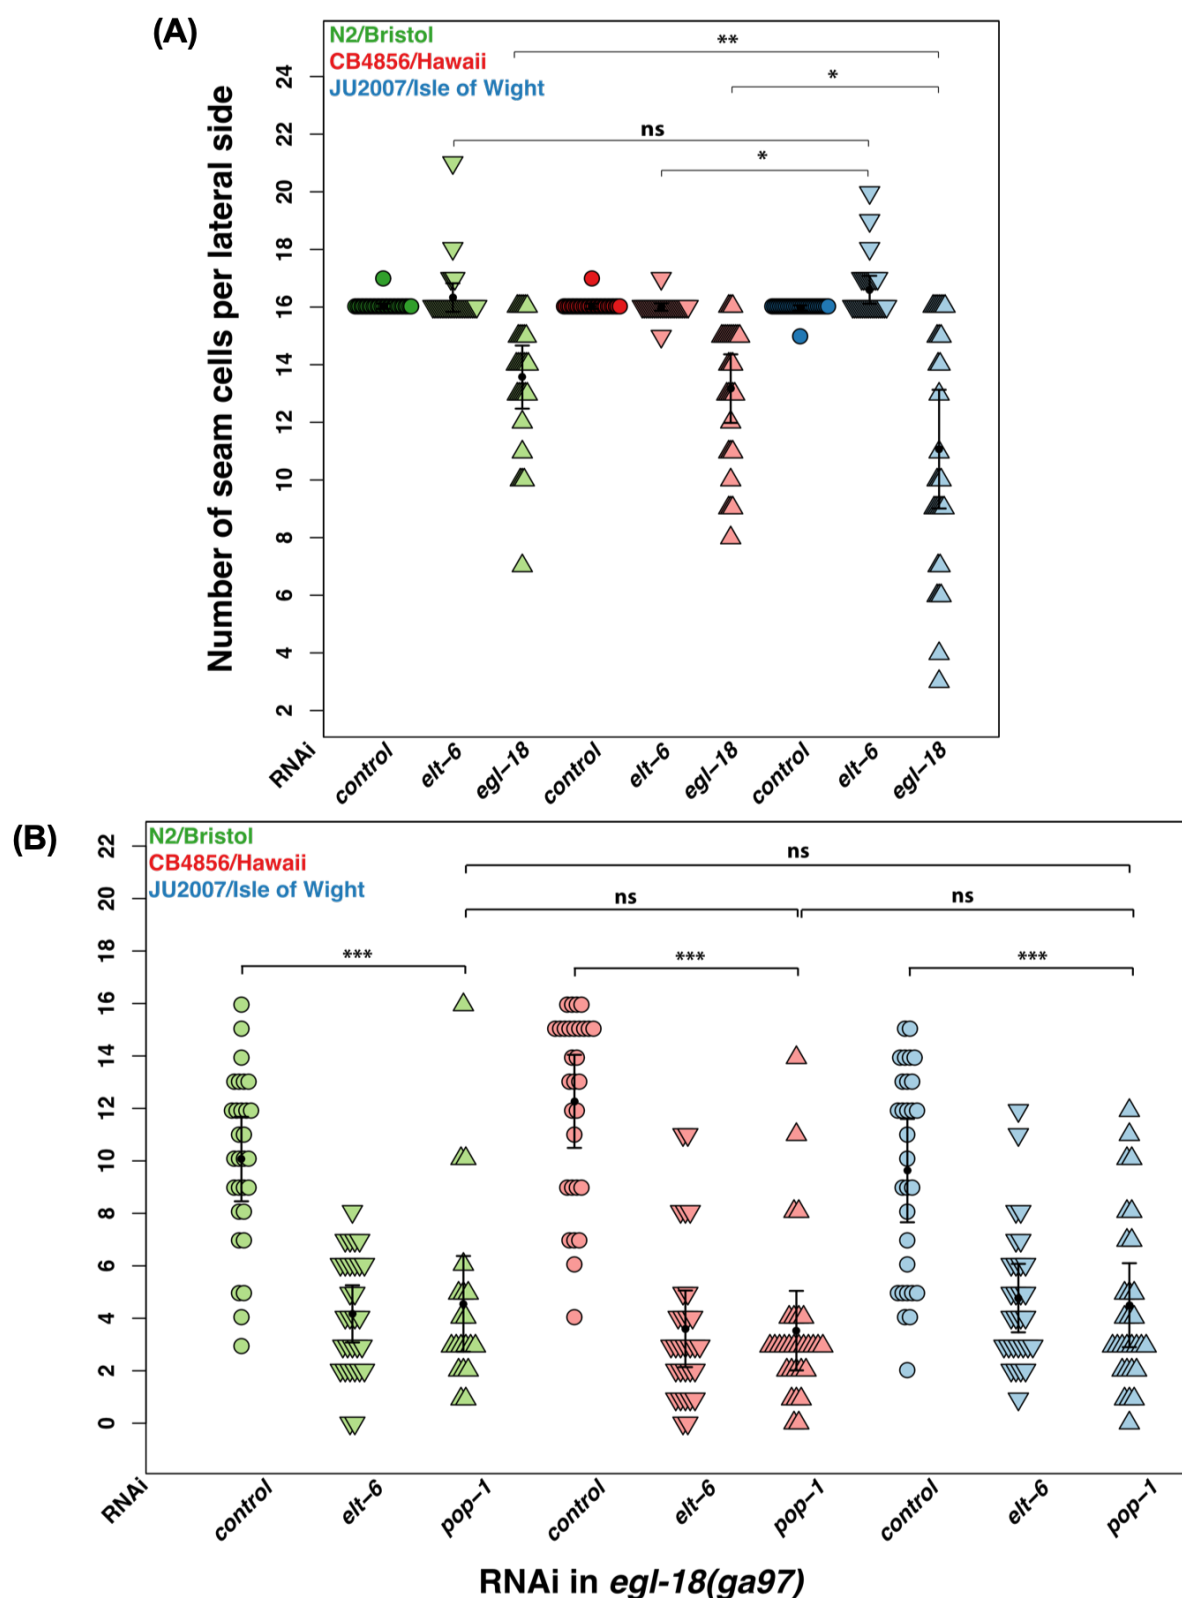 (A)
N2/Bristol
CB4856/Hawaii
JU2007/Isle of Wight
**
*
ns
*
Number of seam cells per lateral side
24
22
20
18
16
14
12
10
8
6
4
2
RNAi
control
elt-6
egl-18
control
elt-6
egl-18
control
elt-6
egl-18
(B)
N2/Bristol
CB4856/Hawaii
JU2007/Isle of Wight
ns
ns
ns
***
***
***
22
20
18
16
14
12
10
8
6
4
2
0
RNAi
control
elt-6
pop-1
control
elt-6
pop-1
control
elt-6
pop-1
RNAi in egl-18(ga97)